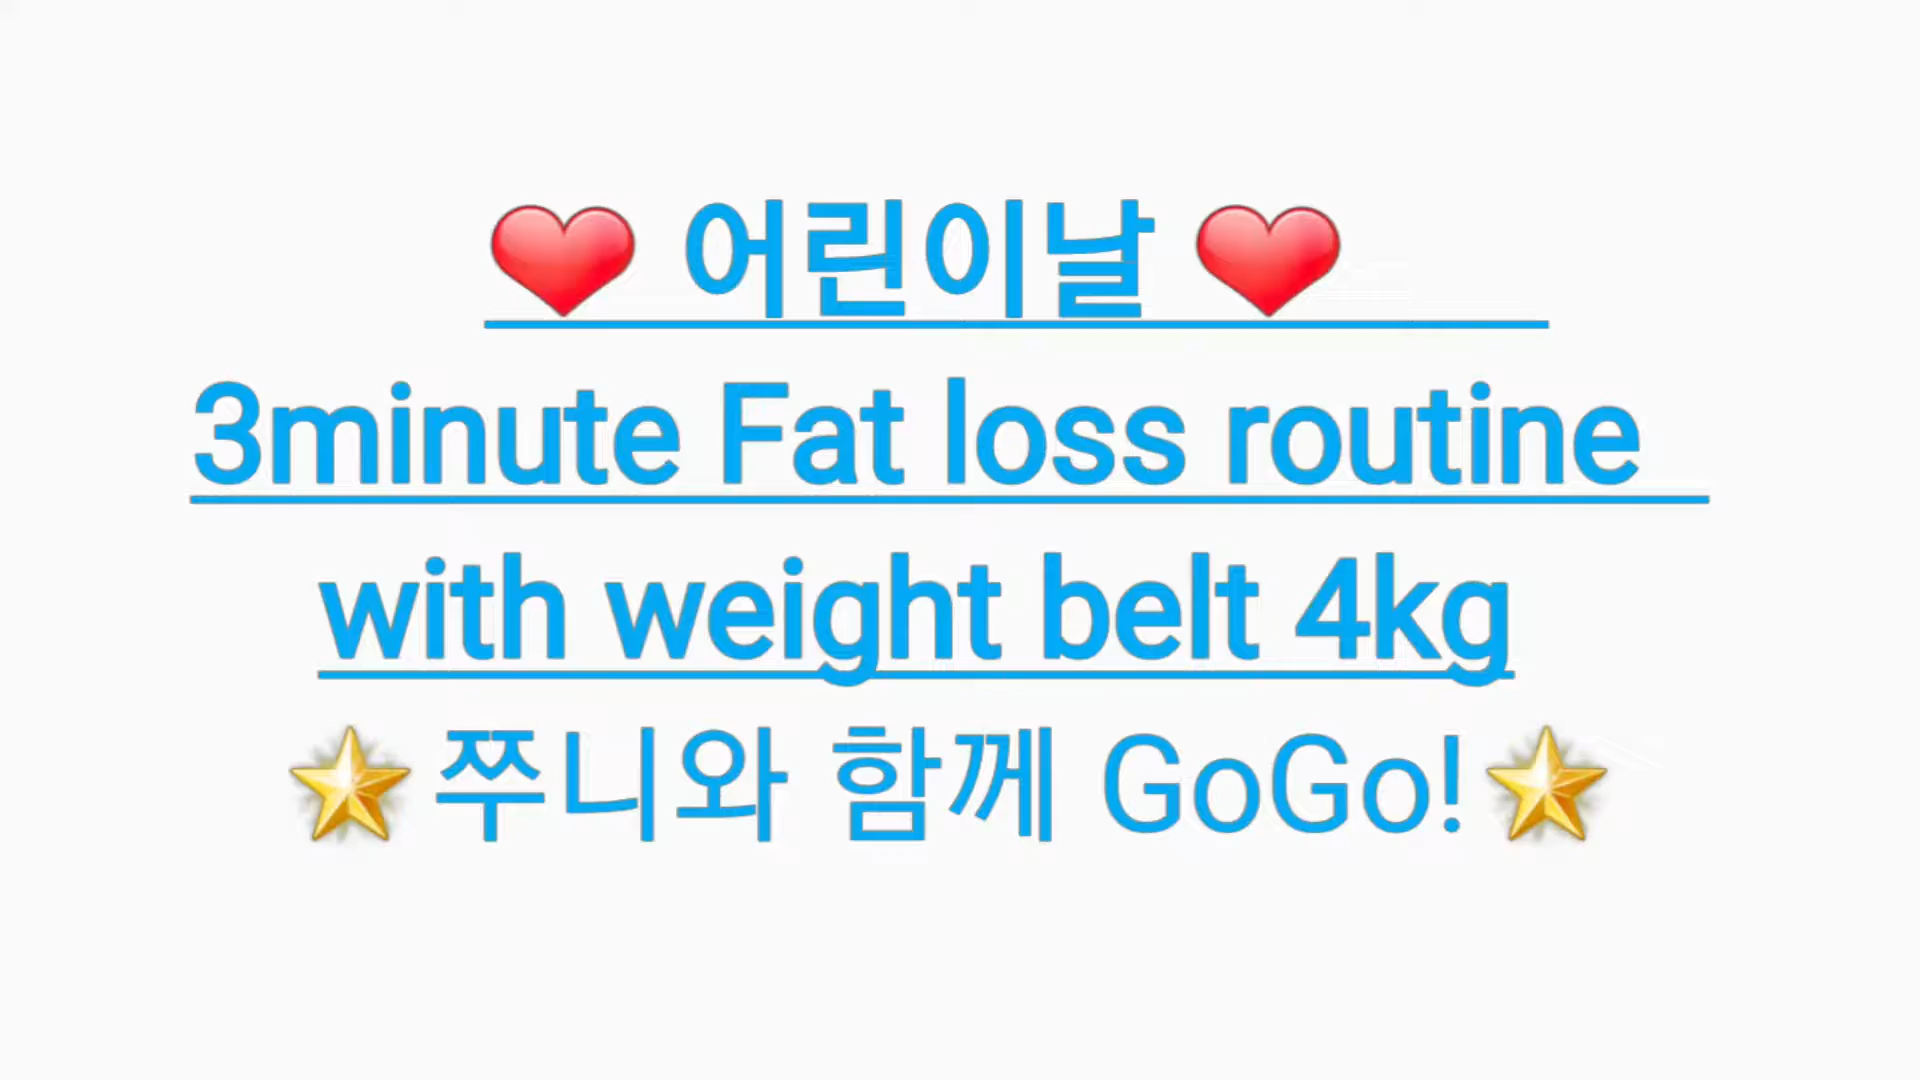 ❤ 어린이날 ❤
3minute Fat loss routine
with weight belt 4kg
🌟쭈니와 함께 GoGo!🌟